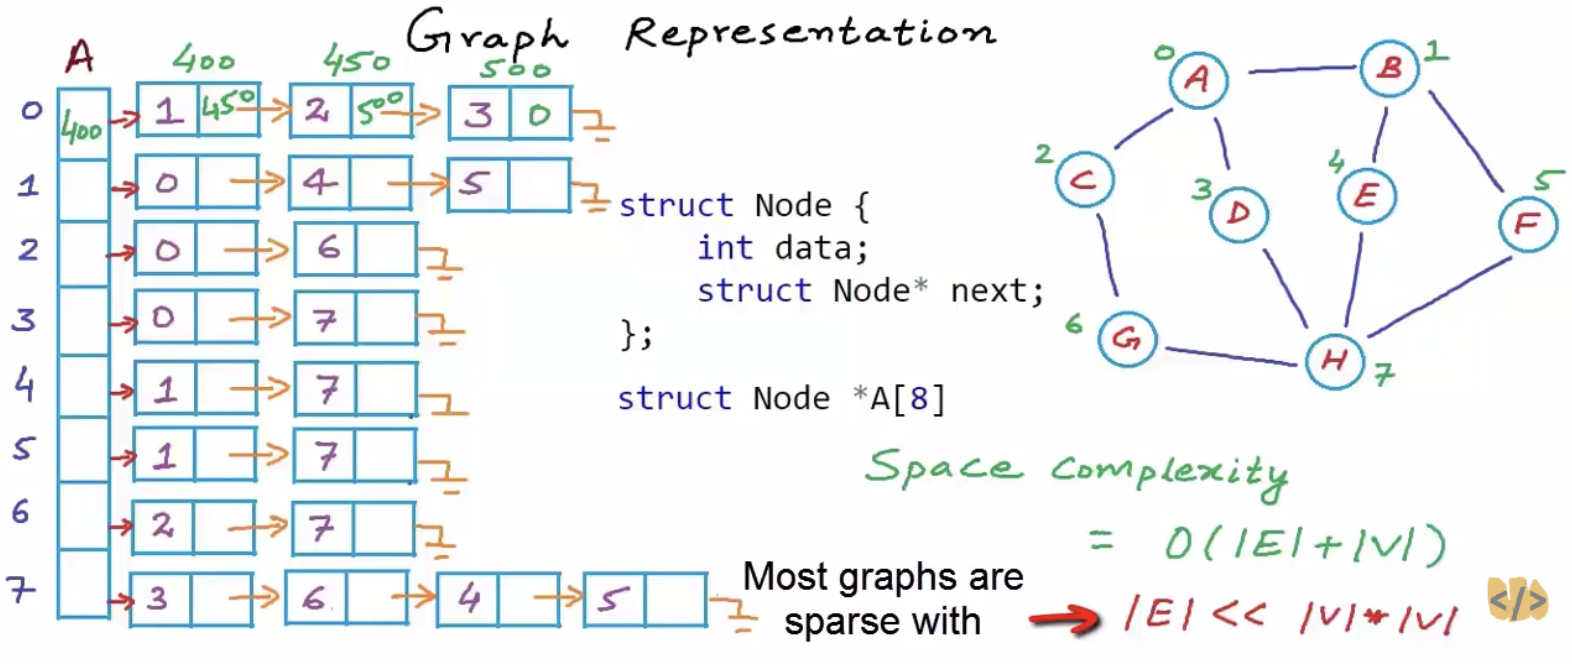 Graph Representation
A
400 450 500
0 400 1 450 2 500 3 0
1 0 4 5
2 0 6
3 0 7
4 1 7
5 1 7
6 2 7
7 3 6 4 5
struct Node {
int data;
struct Node* next;
};
struct Node *A[8]
0 A B 1
2 C 3 D 4 E 5 F
6 G H 7
Space complexity
= O(|E|+|V|)
Most graphs are
sparse with
|E| << |V|*|V|
</>